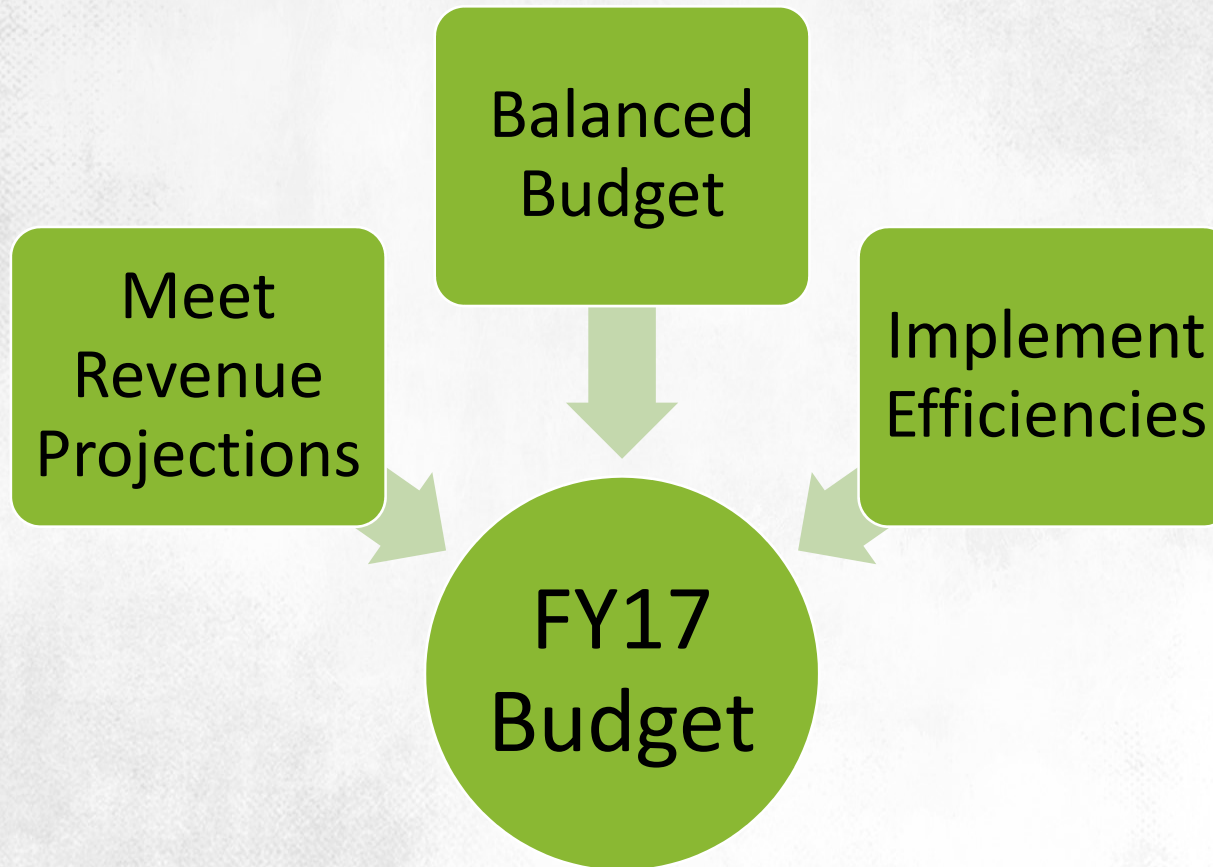 Balanced
Budget
Meet
Revenue
Projections
Implement
Efficiencies
FY17
Budget